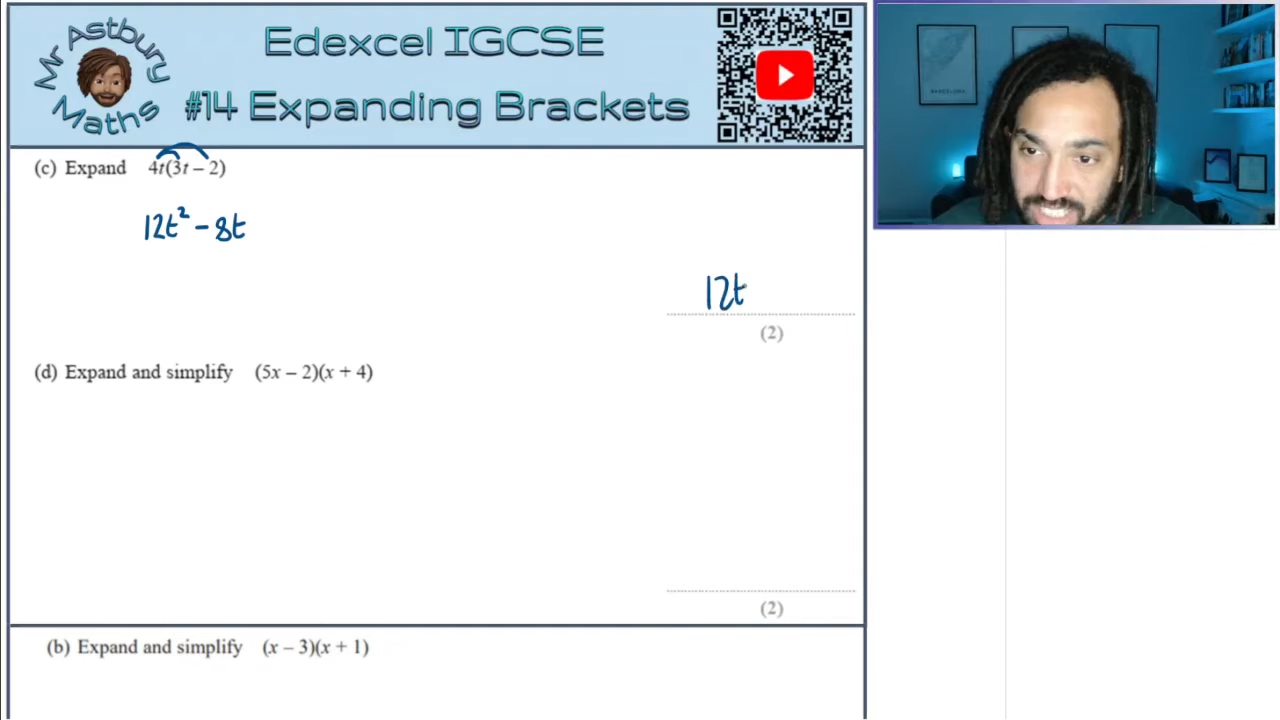 Mr Astbury Maths
Edexcel IGCSE
#14 Expanding Brackets
(c) Expand 4t(3t – 2)
12t² – 8t
12t
(2)
(d) Expand and simplify (5x – 2)(x + 4)
(2)
(b) Expand and simplify (x – 3)(x + 1)
BARCELONA